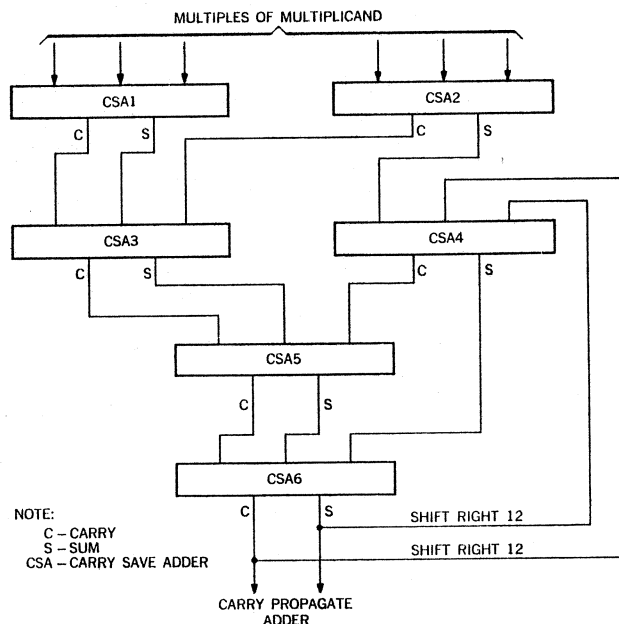 MULTIPLES OF MULTIPLICAND
CSA1
CSA2
C
S
C
S
CSA3
CSA4
C
S
C
S
CSA5
C
S
CSA6
C
S
NOTE:
C – CARRY
S – SUM
CSA – CARRY SAVE ADDER
SHIFT RIGHT 12
SHIFT RIGHT 12
CARRY PROPAGATE
ADDER